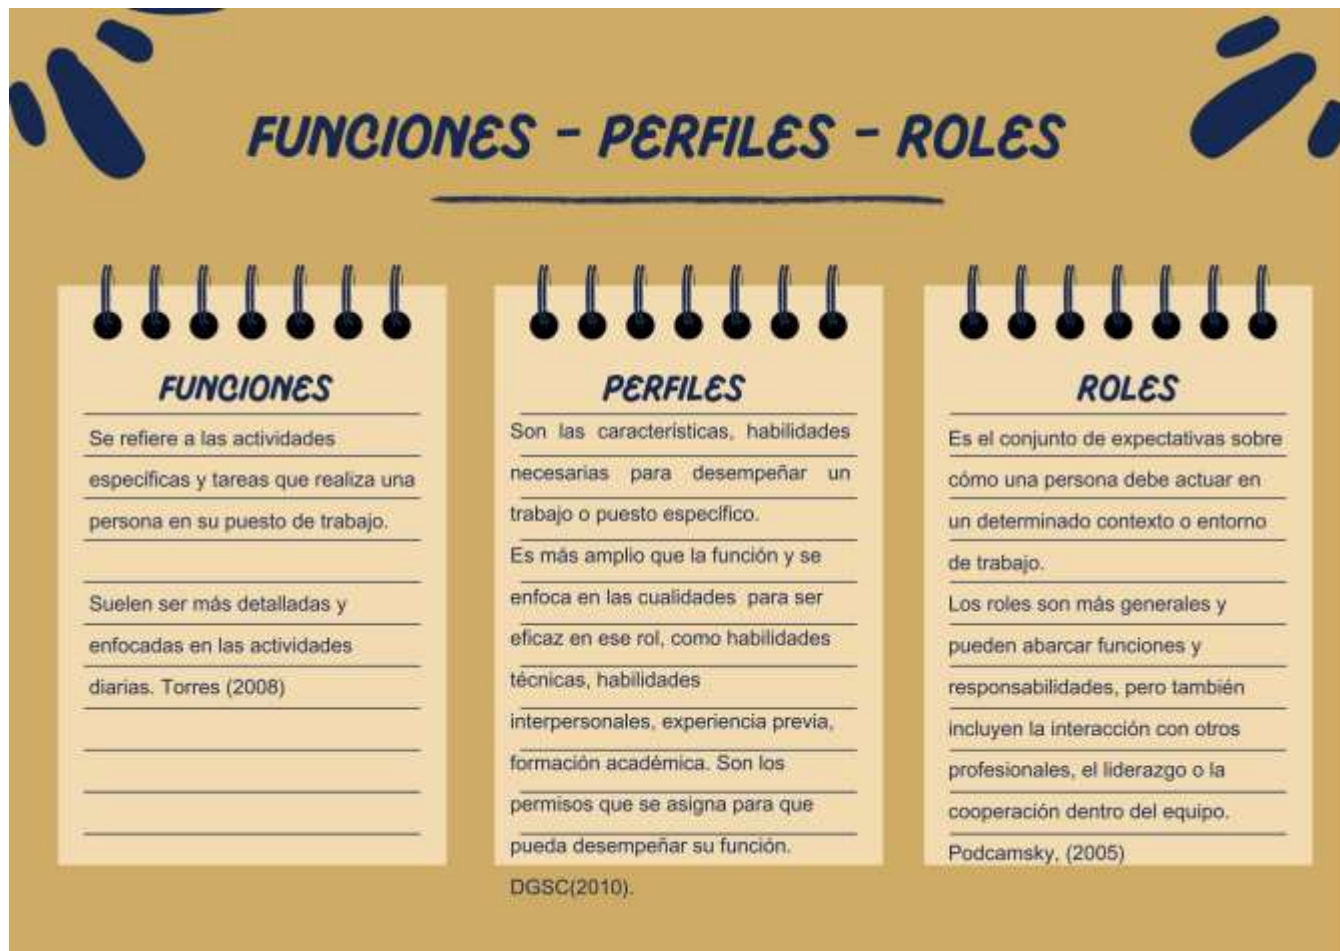 FUNCIONES - PERFILES - ROLES
FUNCIONES
Se refiere a las actividades
específicas y tareas que realiza una
persona en su puesto de trabajo.
Suelen ser más detalladas y
enfocadas en las actividades
diarias. Torres (2008)
PERFILES
Son las características, habilidades
necesarias para desempeñar un
trabajo o puesto específico.
Es más amplio que la función y se
enfoca en las cualidades para ser
eficaz en ese rol, como habilidades
técnicas, habilidades
interpersonales, experiencia previa,
formación académica. Son los
permisos que se asigna para que
pueda desempeñar su función.
DGSC(2010).
ROLES
Es el conjunto de expectativas sobre
cómo una persona debe actuar en
un determinado contexto o entorno
de trabajo.
Los roles son más generales y
pueden abarcar funciones y
responsabilidades, pero también
incluyen la interacción con otros
profesionales, el liderazgo o la
cooperación dentro del equipo.
Podcamsky, (2005)